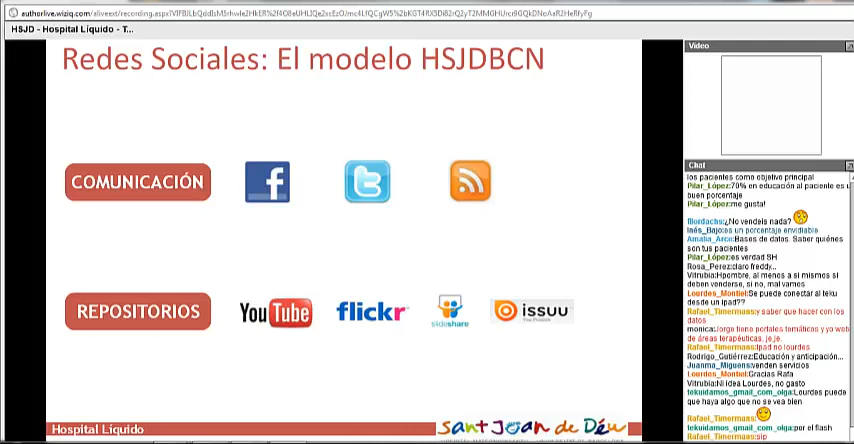 authorlive.wiziq.com/aliveext/recording.aspx?
HSJD - Hospital Líquido - T...
Redes Sociales: El modelo HSJDBCN
COMUNICACIÓN
REPOSITORIOS
YouTube
flickr
slideshare
issuu
Hospital Líquido
Sant Joan de Déu
Video
Chat
los pacientes como objetivo principal
Pilar_López:70% en educación al paciente es u
buen porcentaje
Pilar_López:me gusta!
¿No vendeis nada?
Inés_Bajo:es un porcentaje envidiable
Amalia_Arce:Bases de datos. Saber quiénes
son tus pacientes
Pilar_López:es verdad SH
Rosa_Perez:claro freddy...
Vitrubia:Hpombre, al menos a si mismos si
deben venderse, si no, mal vamos
Lourdes_Montiel:Se puede conectar al teku
desde un ipad??
Rafael_Timermans:y saber que hacer con los
datos
monica:Jorge tiene portales temáticos y yo web
de áreas terapéuticas, je,je.
Rafael_Timermans:Ipad no lourdes
Rodrigo_Gutiérrez:Educación y anticipación...
Juanma_Miguens:venden servicios
Lourdes_Montiel:Gracias Rafa
Vitrubia:Ni idea Lourdes, no gasto
tekuidamos_gmail_com_olga:Lourdes puede
que haya algo que no se vea bien
Rafael_Timermans:
tekuidamos_gmail_com_olga:por el flash
Rafael_Timermans:sip